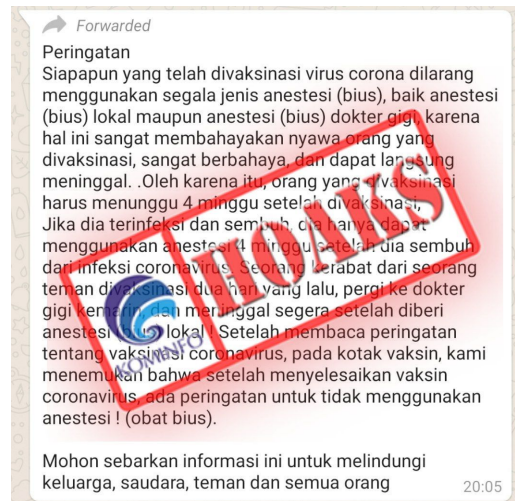 Forwarded
Peringatan
Siapapun yang telah divaksinasi virus corona dilarang
menggunakan segala jenis anestesi (bius), baik anestesi
(bius) lokal maupun anestesi (bius) dokter gigi, karena
hal ini sangat membahayakan nyawa orang yang
divaksinasi, sangat berbahaya, dan dapat langsung
meninggal. .Oleh karena itu, orang yang divaksinasi
harus menunggu 4 minggu setelah divaksinasi,
Jika dia terinfeksi dan sembuh, dia hanya dapat
menggunakan anestesi 4 minggu setelah dia sembuh
dari infeksi coronavirus. Seorang kerabat dari seorang
teman divaksinasi dua hari yang lalu, pergi ke dokter
gigi kemarin, dan meninggal segera setelah diberi
anestesi lokal ! Setelah membaca peringatan
tentang vaksinasi coronavirus, pada kotak vaksin, kami
menemukan bahwa setelah menyelesaikan vaksin
coronavirus, ada peringatan untuk tidak menggunakan
anestesi ! (obat bius).
Mohon sebarkan informasi ini untuk melindungi
keluarga, saudara, teman dan semua orang
20:05
HOAKS
KOMINFO